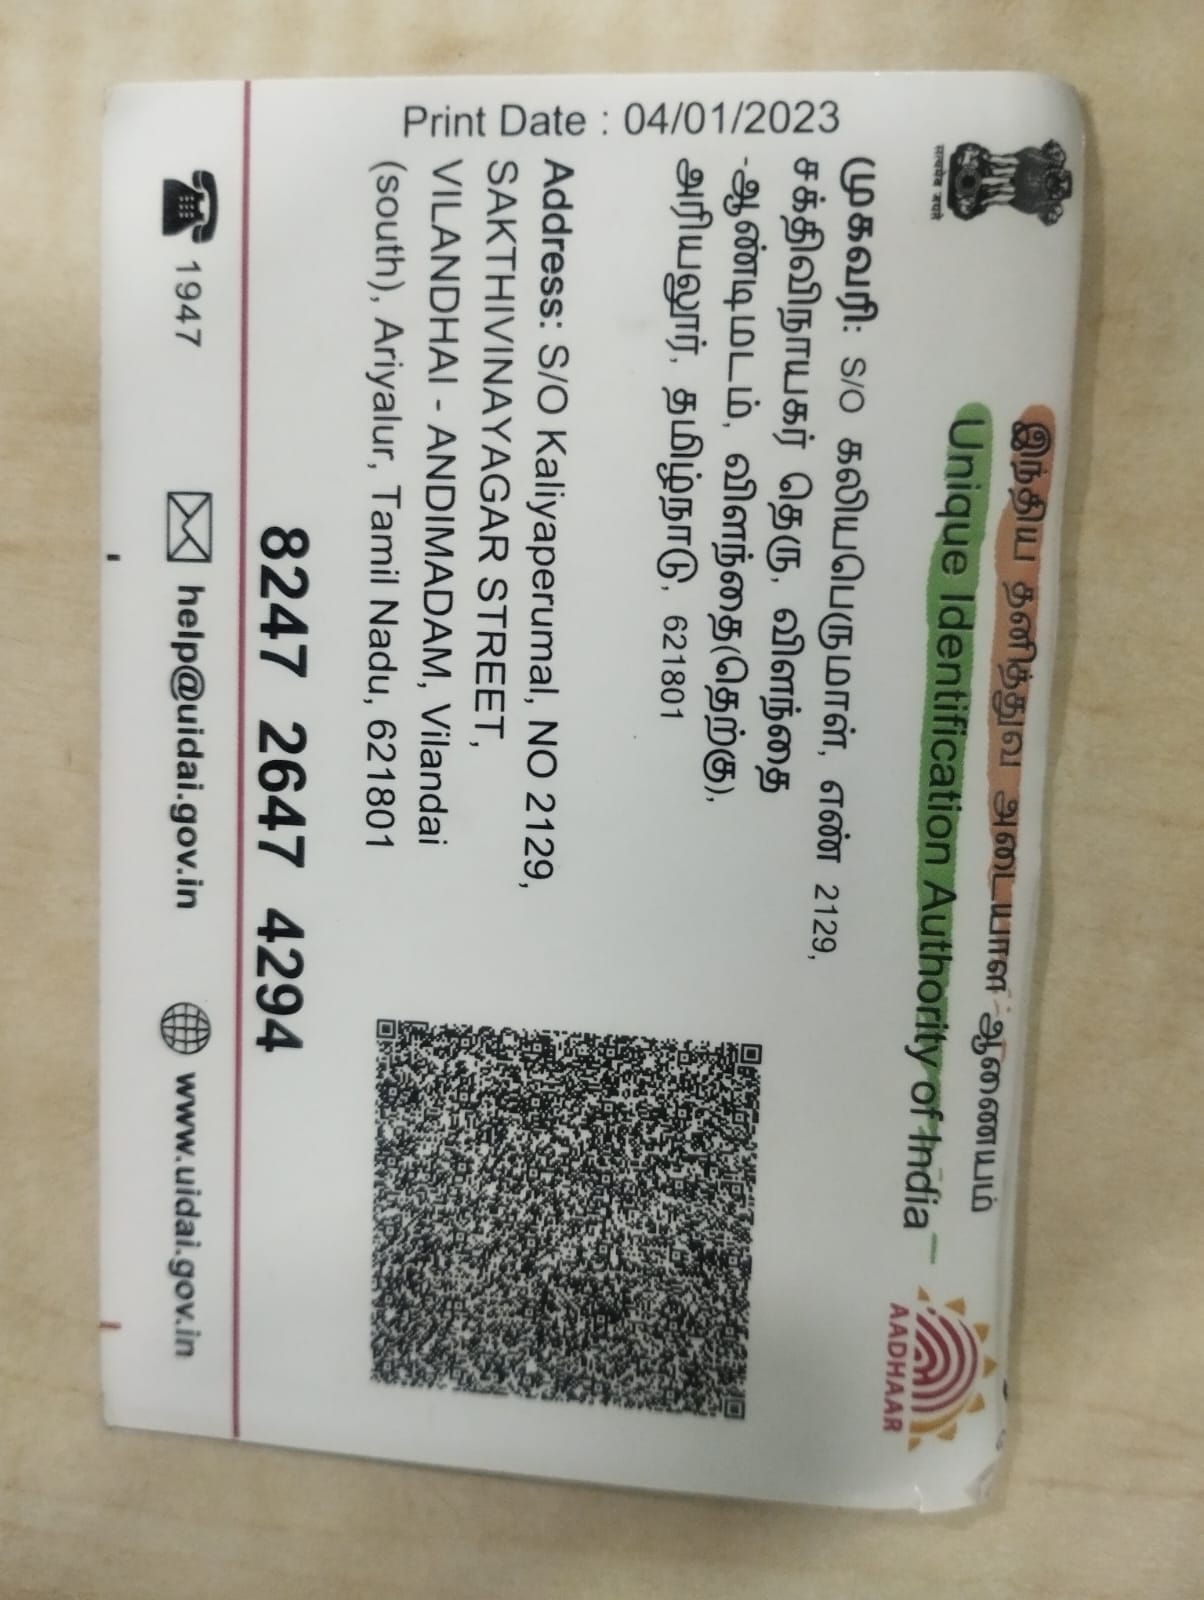 இந்திய தனித்துவ அடையாள ஆணையம்
Unique Identification Authority of India
सत्यमेव जयते
AADHAAR
Print Date : 04/01/2023
முகவரி: S/O கலியபெருமாள், எண் 2129,
சக்திவிநாயகர் தெரு, விளந்தை
-ஆண்டிமடம், விளந்தை(தெற்கு),
அரியலூர், தமிழ்நாடு, 621801
Address: S/O Kaliyaperumal, NO 2129,
SAKTHIVINAYAGAR STREET,
VILANDHAI - ANDIMADAM, Vilandai
(south), Ariyalur, Tamil Nadu, 621801
8247 2647 4294
1947
help@uidai.gov.in
www.uidai.gov.in